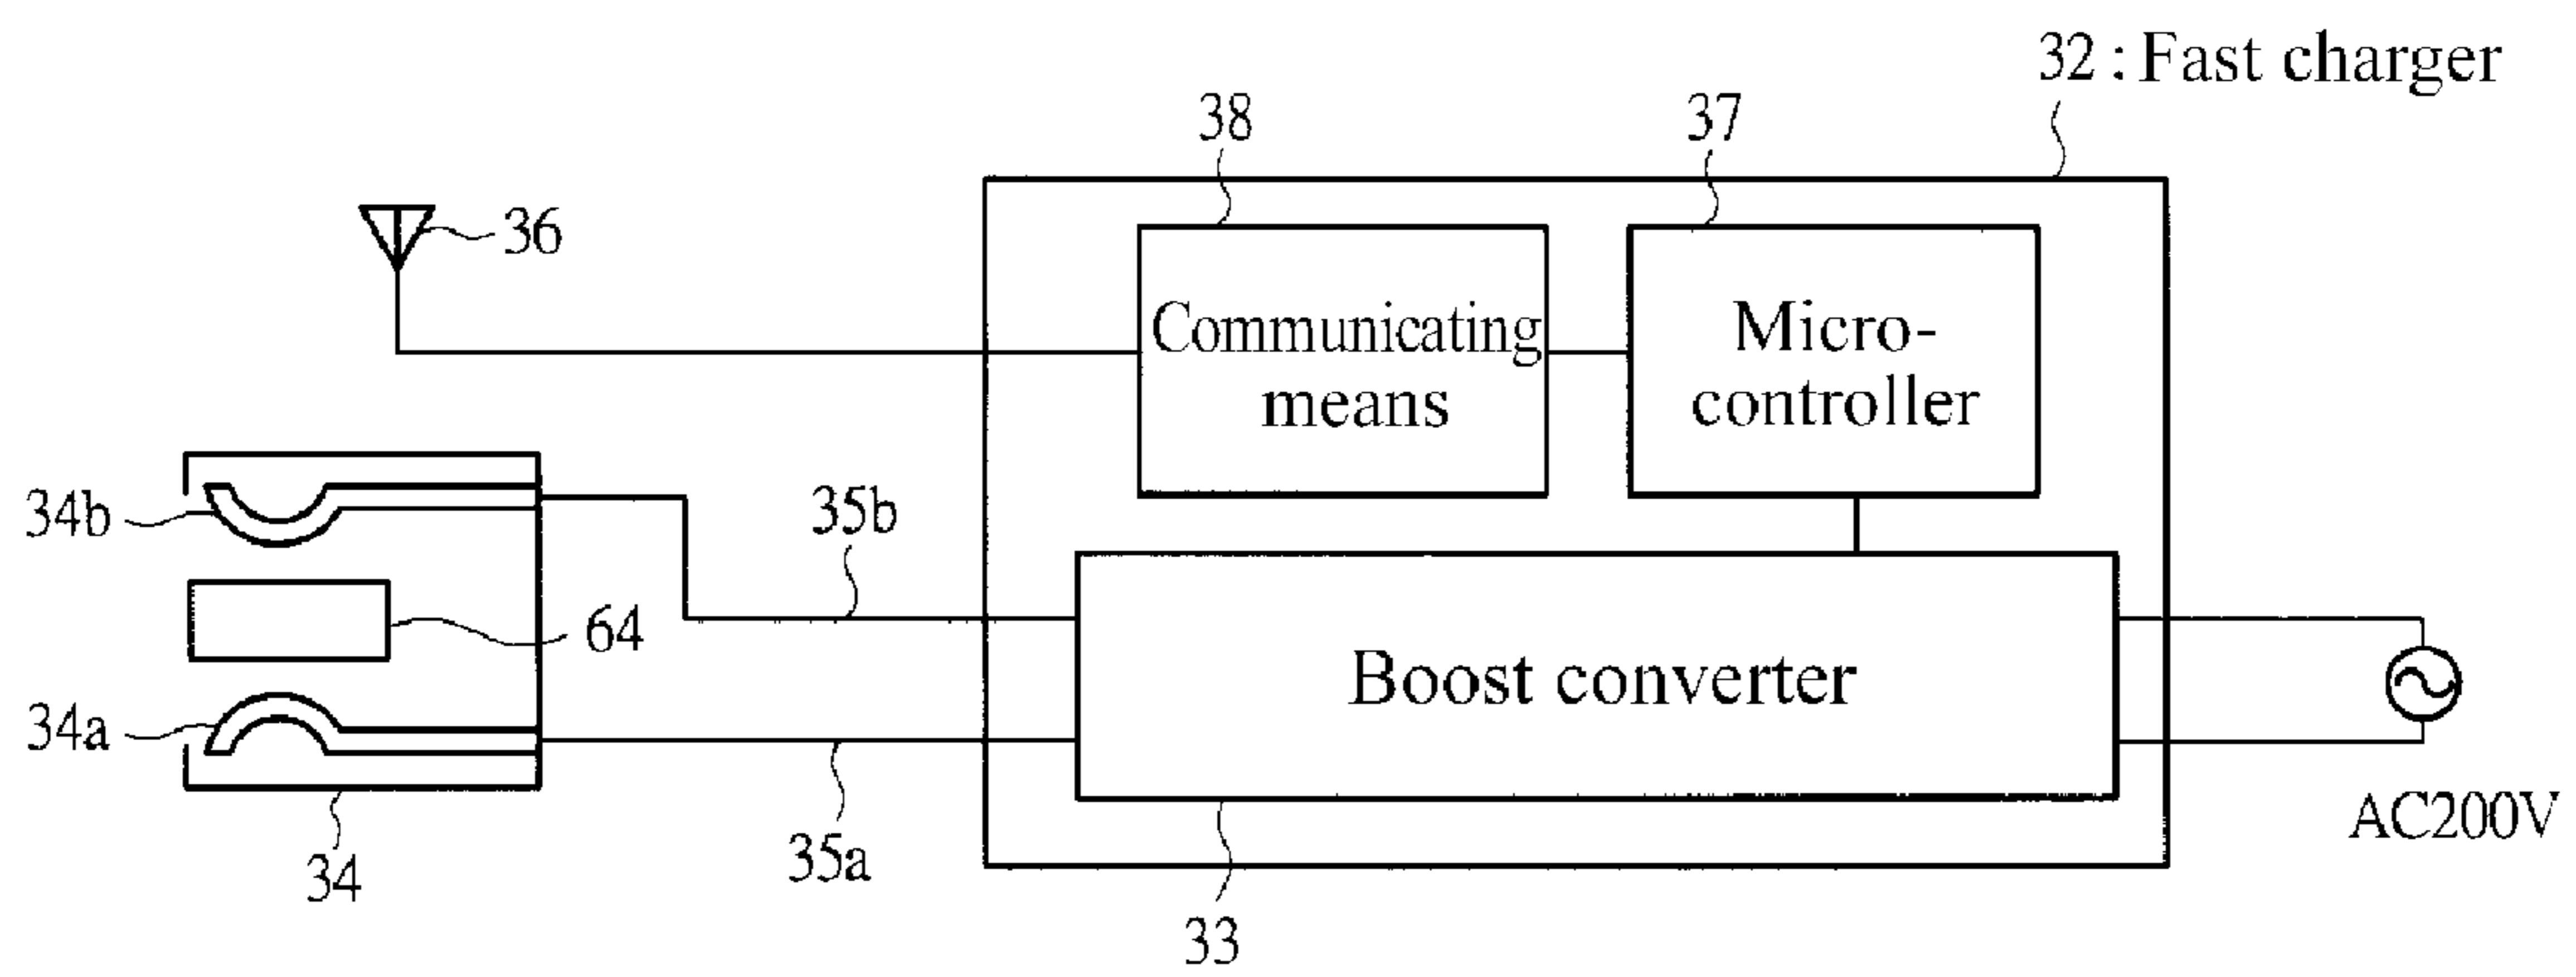 32 : Fast charger
38
37
36
Communicating
means
Micro-
controller
34b
35b
64
Boost converter
34a
35a
AC200V
34
33